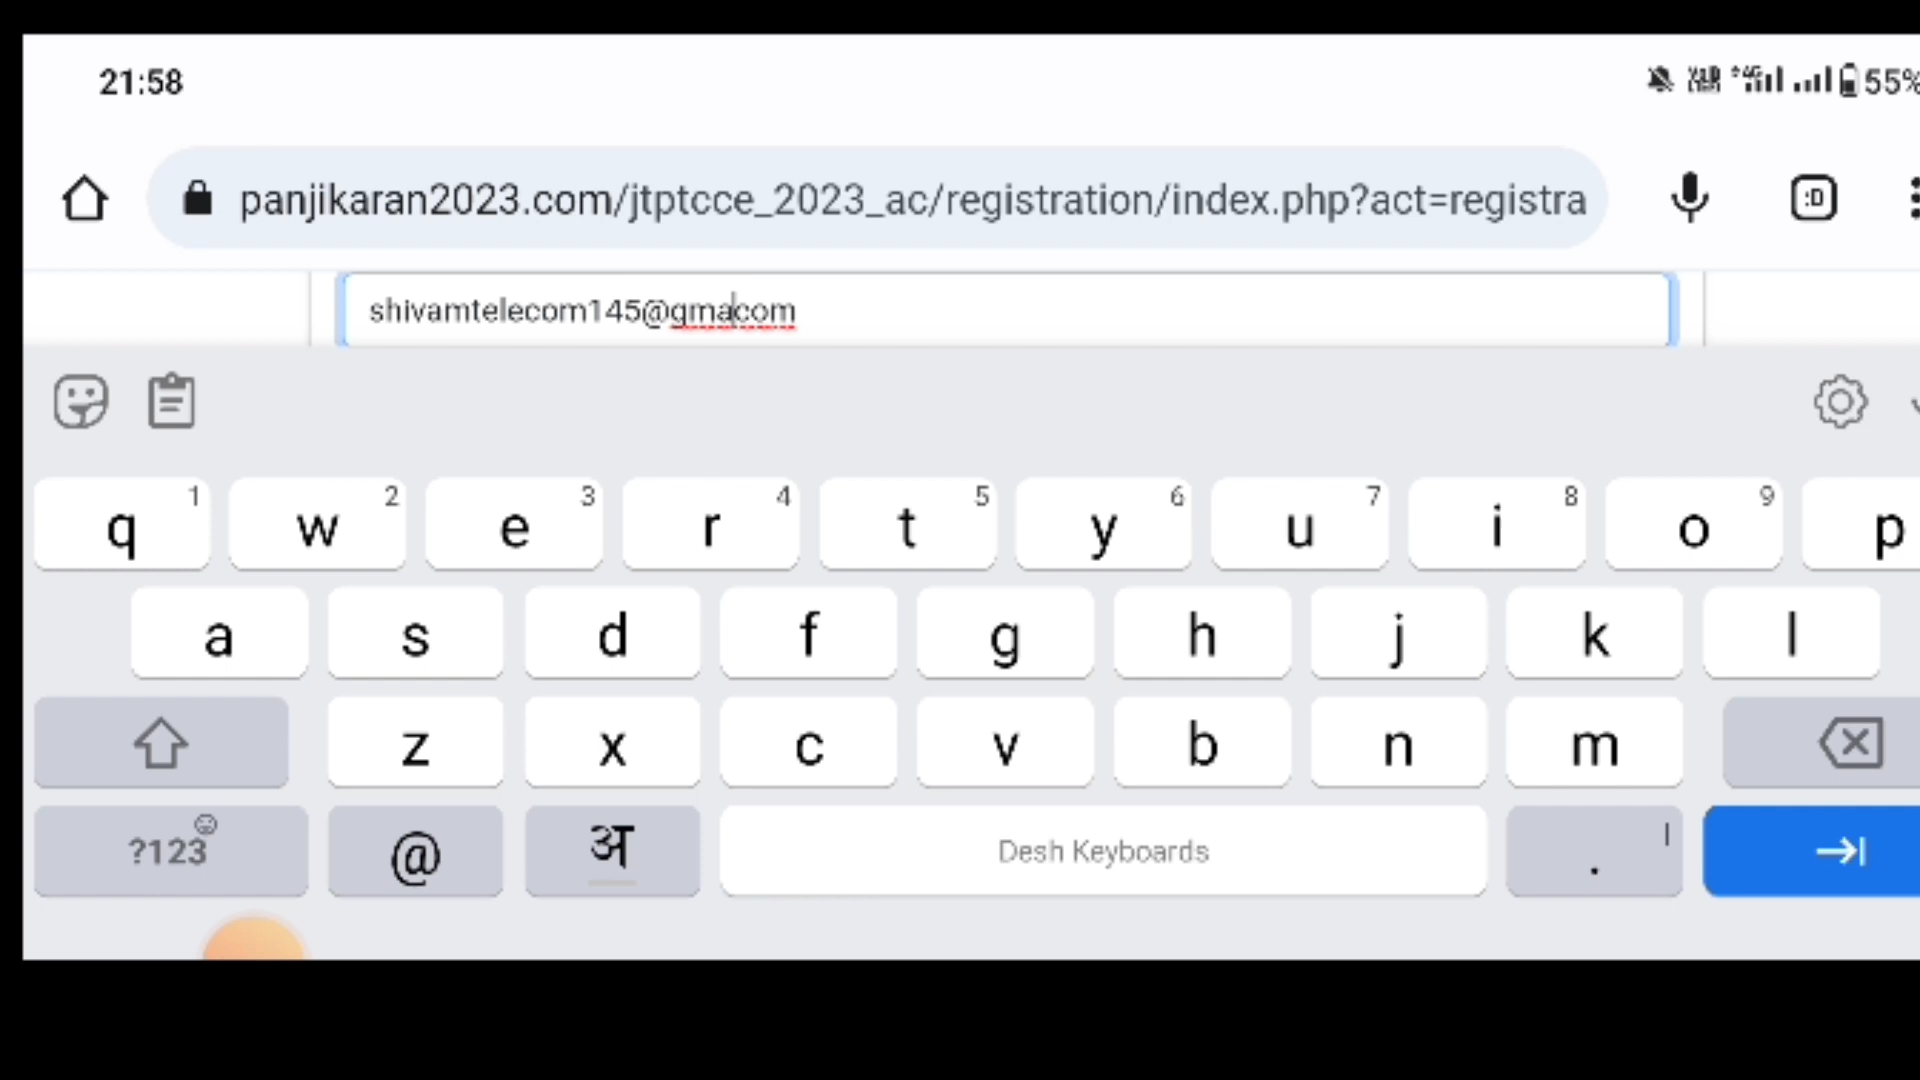 21:58
55%
panjikaran2023.com/jtptcce_2023_ac/registration/index.php?act=registra
:D
shivamtelecom145@gmacom
q 1 w 2 e 3 r 4 t 5 y 6 u 7 i 8 o 9 p
a s d f g h j k l
z x c v b n m
?123 @ अ Desh Keyboards . |